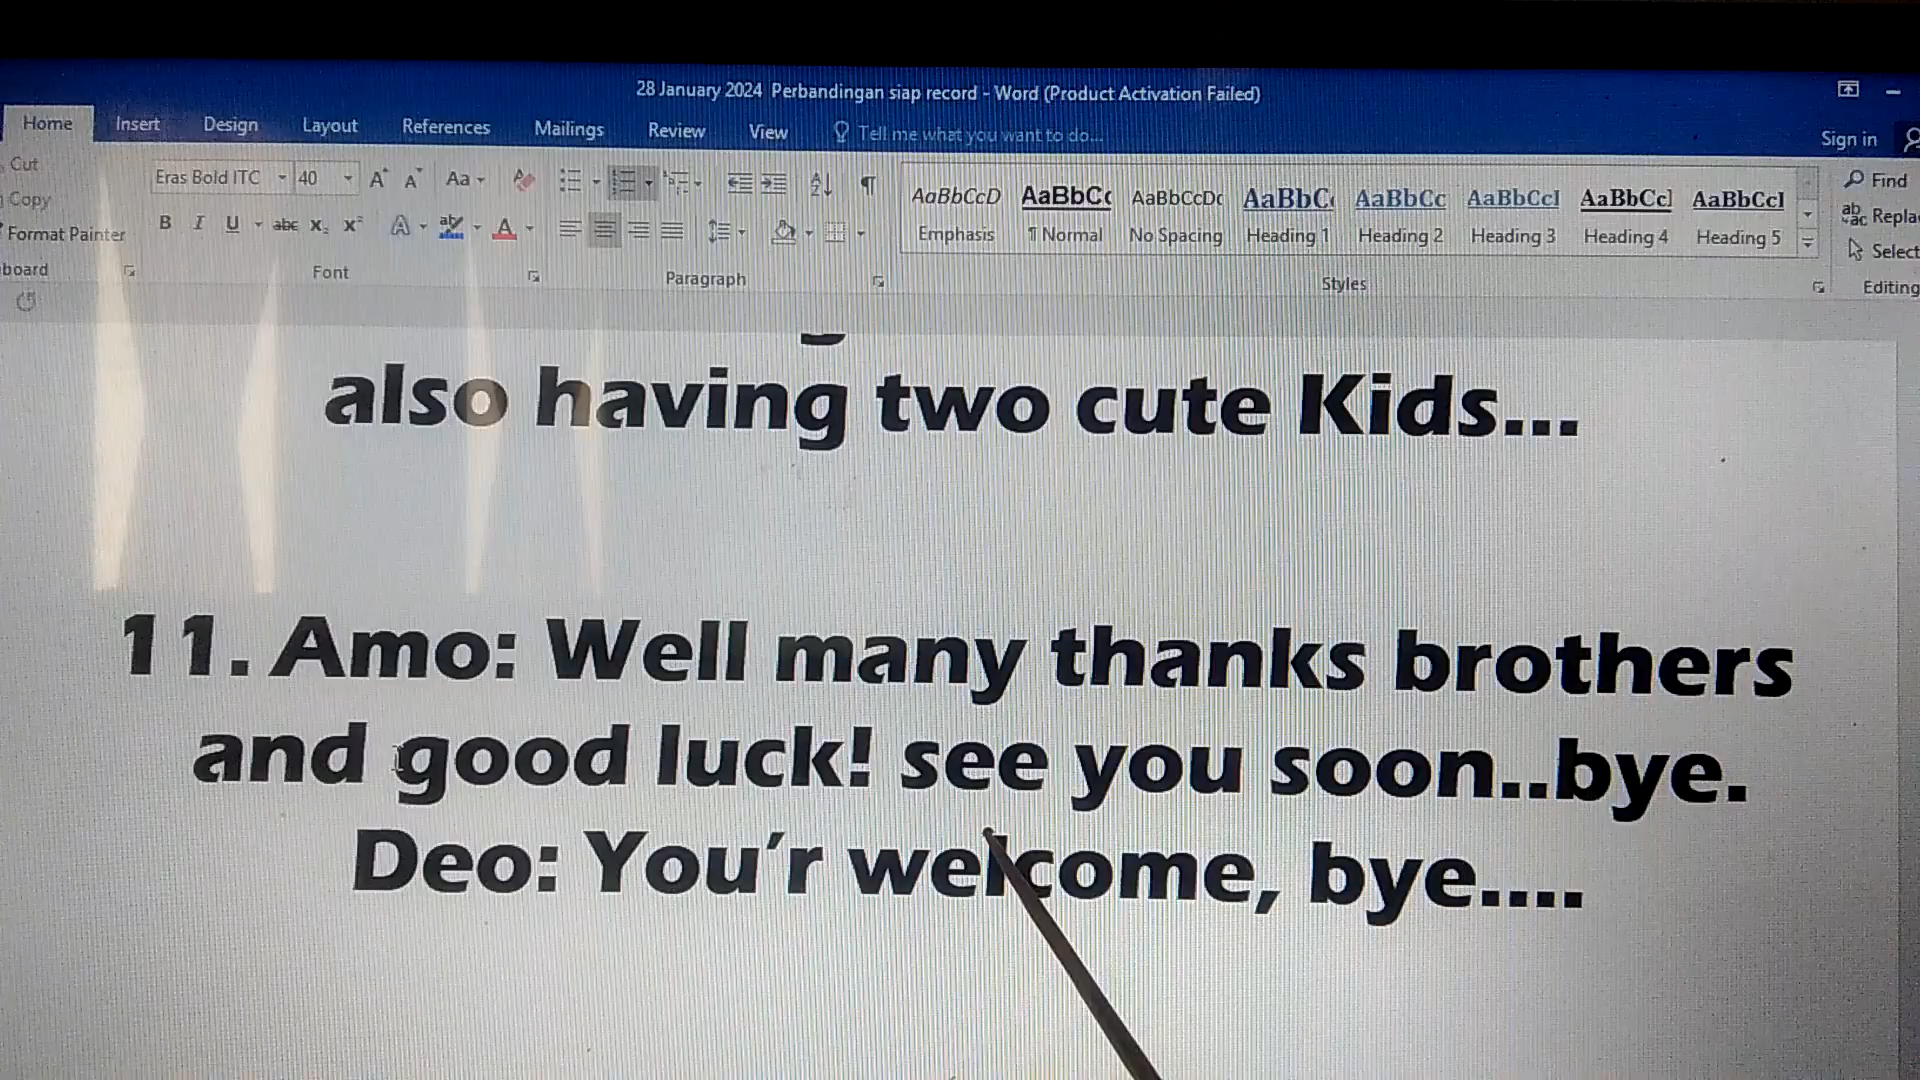 28 January 2024 Perbandingan siap record - Word (Product Activation Failed)
Home Insert Design Layout References Mailings Review View Tell me what you want to do... Sign in
Cut
Copy
Format Painter
board
Eras Bold ITC 40
Font
Paragraph
AaBbCcD AaBbCc AaBbCcDc AaBbC AaBbCc AaBbCcI AaBbCcI AaBbCcI
Emphasis ¶ Normal No Spacing Heading 1 Heading 2 Heading 3 Heading 4 Heading 5
Styles
Find
Repla
Select
Editing
also having two cute Kids...
11. Amo: Well many thanks brothers
and good luck! see you soon..bye.
Deo: You'r welcome, bye....